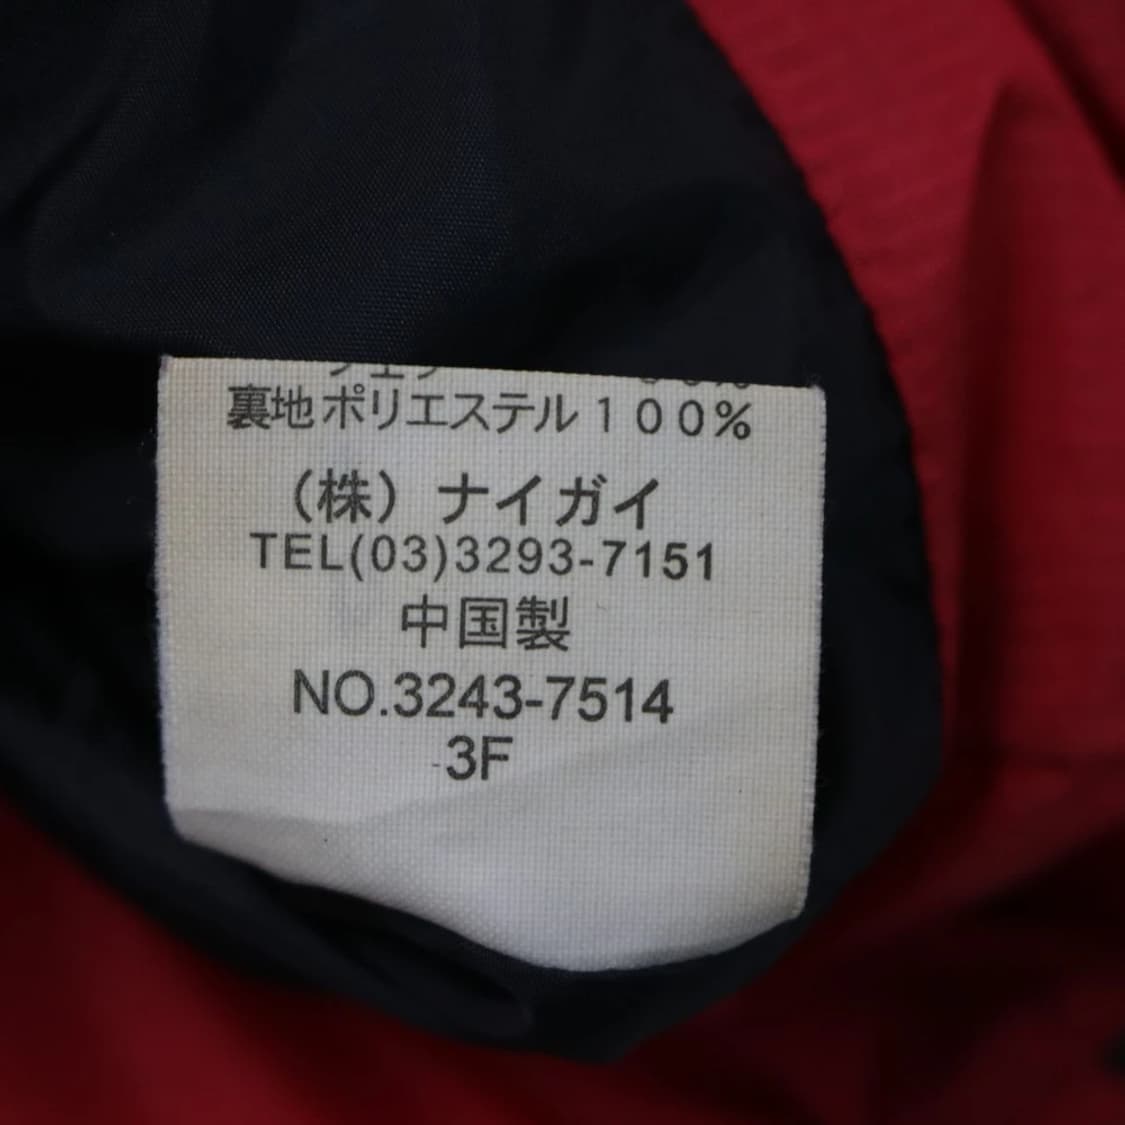 裏地ポリエステル100%
(株) ナイガイ
TEL(03)3293-7151
中国製
NO.3243-7514
3F